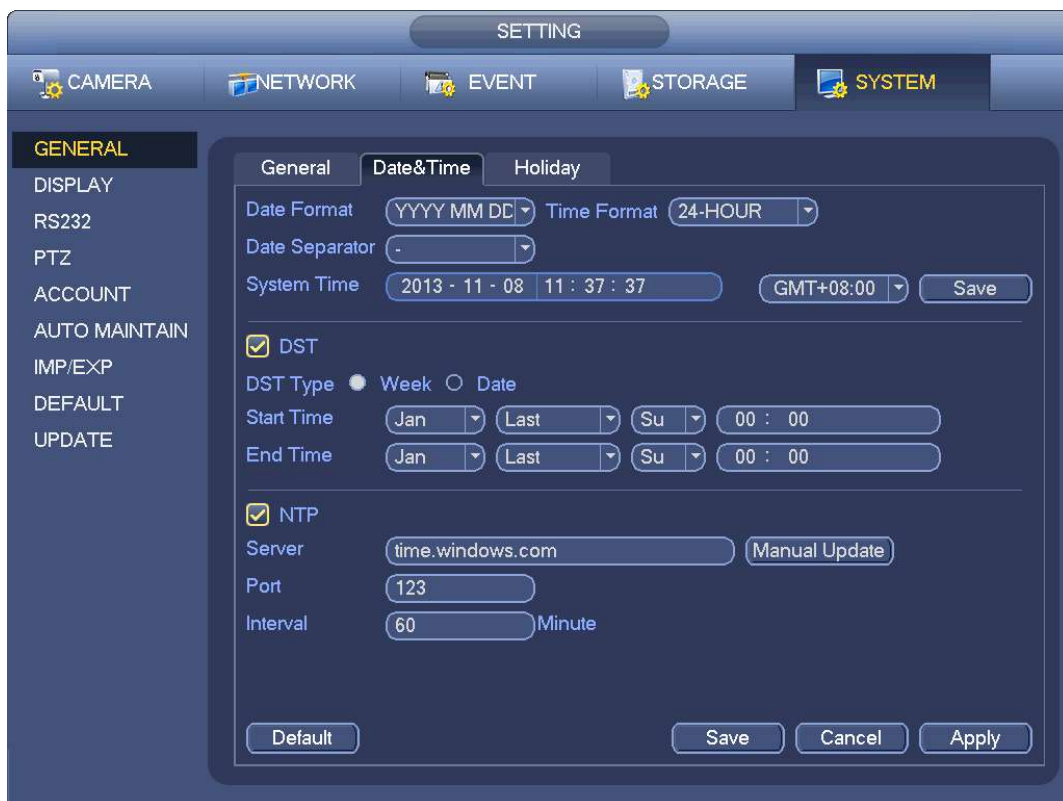 SETTING
CAMERA NETWORK EVENT STORAGE SYSTEM
GENERAL
DISPLAY
RS232
PTZ
ACCOUNT
AUTO MAINTAIN
IMP/EXP
DEFAULT
UPDATE
General Date&Time Holiday
Date Format YYYY MM DD Time Format 24-HOUR
Date Separator -
System Time 2013 - 11 - 08 11 : 37 : 37 GMT+08:00 Save
DST
DST Type Week Date
Start Time Jan Last Su 00 : 00
End Time Jan Last Su 00 : 00
NTP
Server time.windows.com Manual Update
Port 123
Interval 60 Minute
Default Save Cancel Apply